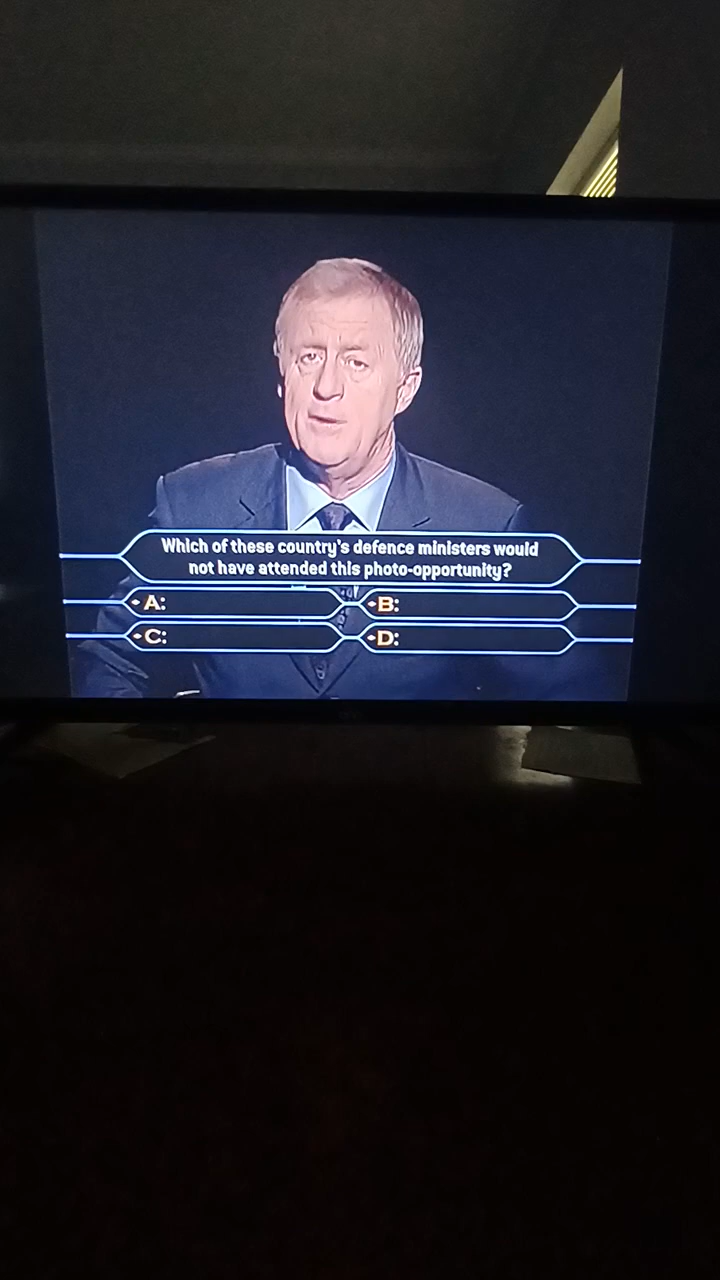 Which of these country's defence ministers would
not have attended this photo-opportunity?
A:
B:
C:
D: